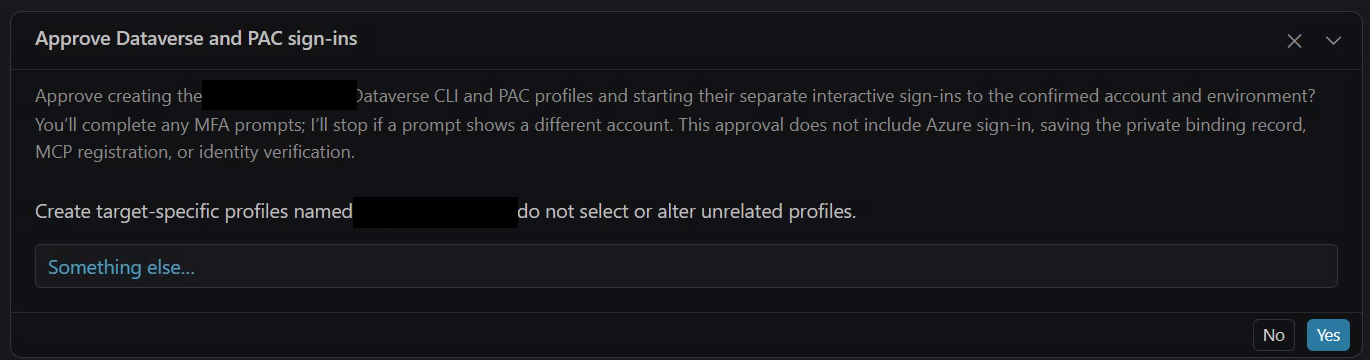 Approve Dataverse and PAC sign-ins
Approve creating the Dataverse CLI and PAC profiles and starting their separate interactive sign-ins to the confirmed account and environment?
You’ll complete any MFA prompts; I’ll stop if a prompt shows a different account. This approval does not include Azure sign-in, saving the private binding record,
MCP registration, or identity verification.
Create target-specific profiles named do not select or alter unrelated profiles.
Something else...
No
Yes